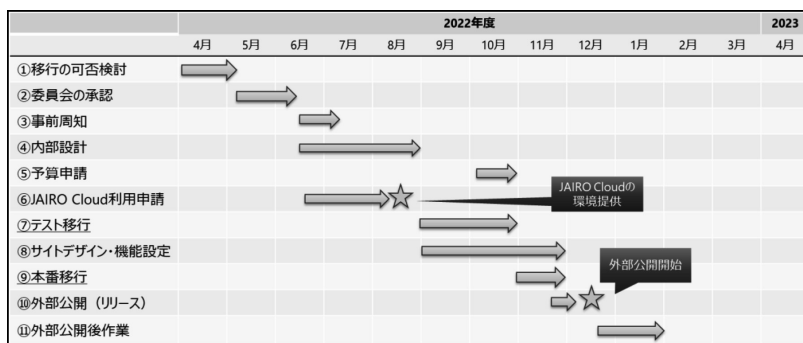 2022年度 2023
4月 5月 6月 7月 8月 9月 10月 11月 12月 1月 2月 3月 4月
①移行の可否検討
②委員会の承認
③事前周知
④内部設計
⑤予算申請
⑥JAIRO Cloud利用申請
JAIRO Cloudの
環境提供
⑦テスト移行
⑧サイトデザイン・機能設定
⑨本番移行
外部公開開始
⑩外部公開（リリース）
⑪外部公開後作業